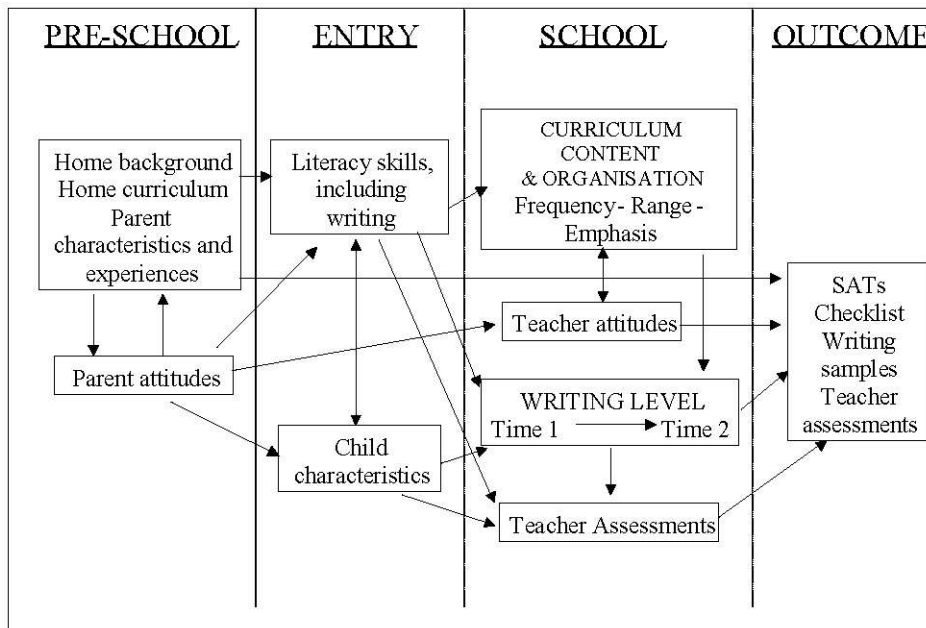 PRE-SCHOOL
ENTRY
SCHOOL
OUTCOME
Home background
Home curriculum
Parent
characteristics and
experiences
Parent attitudes
Literacy skills,
including
writing
Child
characteristics
CURRICULUM
CONTENT
& ORGANISATION
Frequency - Range -
Emphasis
Teacher attitudes
WRITING LEVEL
Time 1 Time 2
Teacher Assessments
SATs
Checklist
Writing
samples
Teacher
assessments